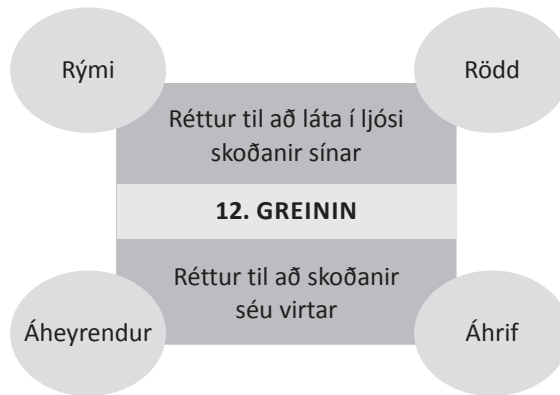 Rými
Rödd
Réttur til að láta í ljósi
skoðanir sínar
12. GREININ
Réttur til að skoðanir
séu virtar
Áheyrendur
Áhrif